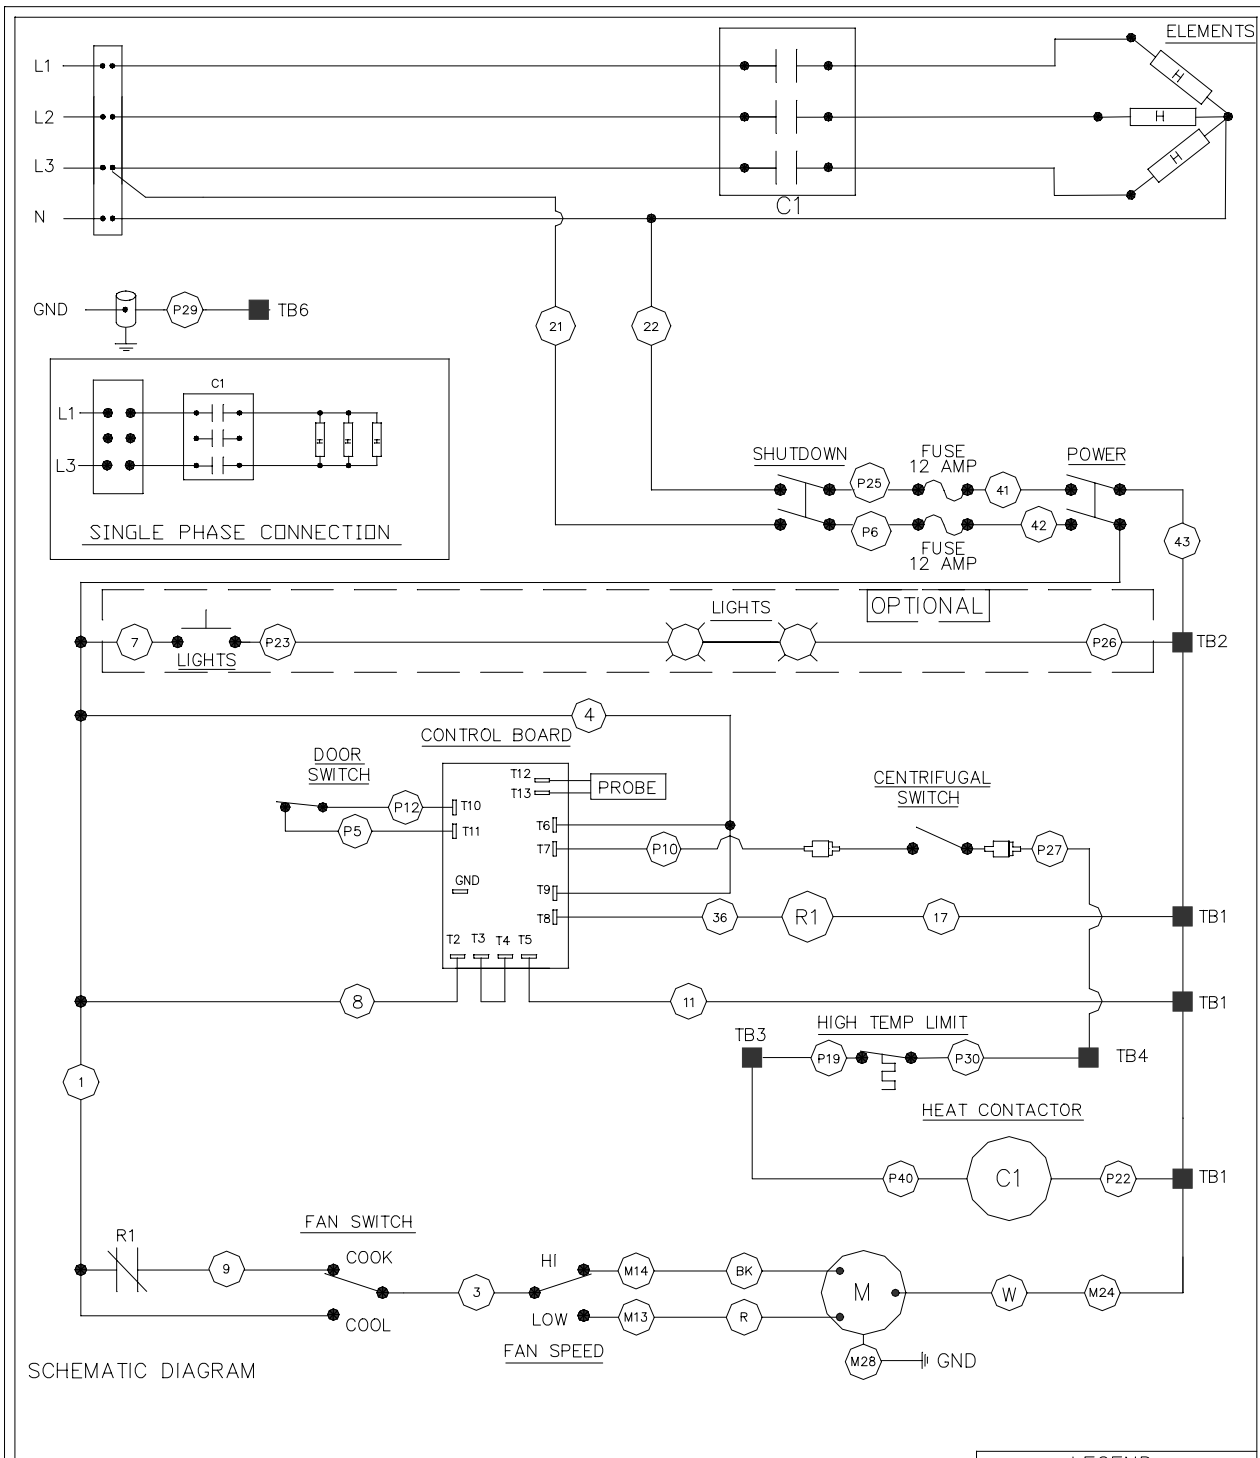 ELEMENTS
L1
H
L2
H
L3
H
C1
N
GND
P29
TB6
21
22
C1
L1
H H H
L3
SINGLE PHASE CONNECTION
SHUTDOWN
FUSE
12 AMP
POWER
P25
41
P6
42
43
FUSE
12 AMP
OPTIONAL
LIGHTS
7
P23
P26
TB2
LIGHTS
4
CONTROL BOARD
DOOR
SWITCH
T12
T13
PROBE
CENTRIFUGAL
SWITCH
P12
T10
P5
T11
T6
T7
P10
P27
GND
T9
T8
36
R1
17
TB1
T2 T3 T4 T5
8
11
TB1
HIGH TEMP LIMIT
TB3
P19
P30
TB4
1
HEAT CONTACTOR
P40
C1
P22
TB1
FAN SWITCH
R1
9
COOK
3
COOL
HI
M14
BK
M
W
M24
LOW
M13
R
FAN SPEED
M28
GND
SCHEMATIC DIAGRAM
LEGEND